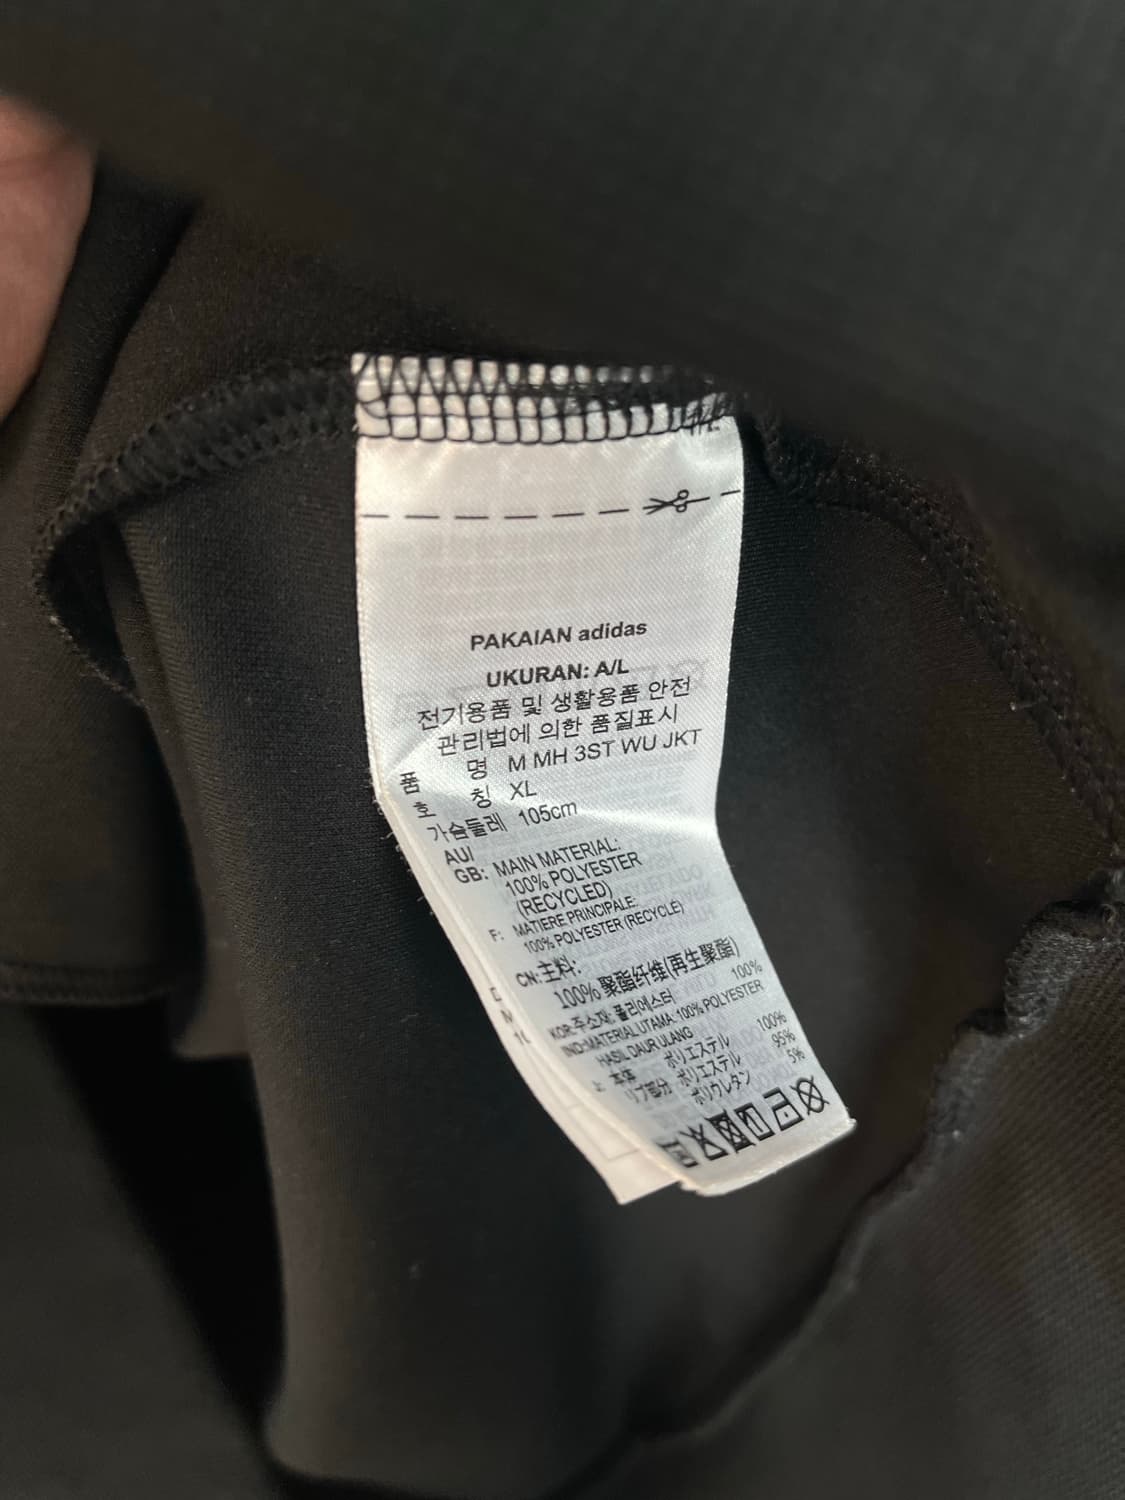 PAKAIAN adidas
UKURAN: A/L
전기용품 및 생활용품 안전
관리법에 의한 품질표시
품 명 M MH 3ST WU JKT
호 칭 XL
가슴둘레 105cm
AU/
GB: MAIN MATERIAL:
100% POLYESTER
(RECYCLED)
F: MATIERE PRINCIPALE:
100% POLYESTER (RECYCLÉ)
CN:主料:
100% 聚酯纤维(再生聚酯)
KOR:주소재: 폴리에스터 100%
IND:MATERIAL UTAMA: 100% POLYESTER
HASIL DAUR ULANG
J: 本体 ポリエステル 100%
リブ部分 ポリエステル 95%
ポリウレタン 5%